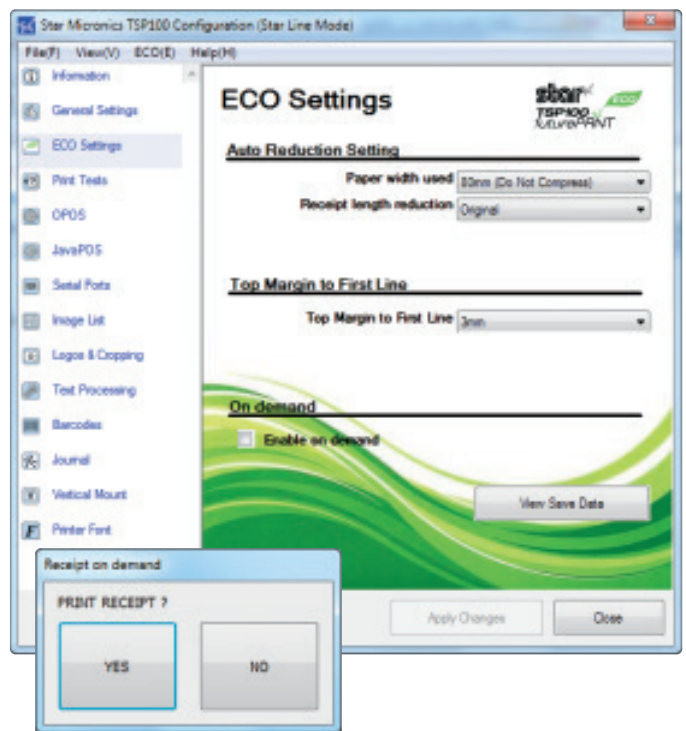 Star Micronics TSP100 Configuration (Star Line Mode)
File(F) View(V) ECO(E) Help(H)
Information
General Settings
ECO Settings
Print Tests
OPOS
JavaPOS
Serial Ports
Image List
Logos & Cropping
Text Processing
Barcodes
Journal
Vertical Mount
Printer Font
ECO Settings
star
ECO
TSP100
futurePRNT
Auto Reduction Setting
Paper width used 80mm (Do Not Compress)
Receipt length reduction Original
Top Margin to First Line
Top Margin to First Line 3mm
On demand
Enable on demand
View Save Data
Apply Changes Close
Receipt on demand
PRINT RECEIPT ?
YES NO